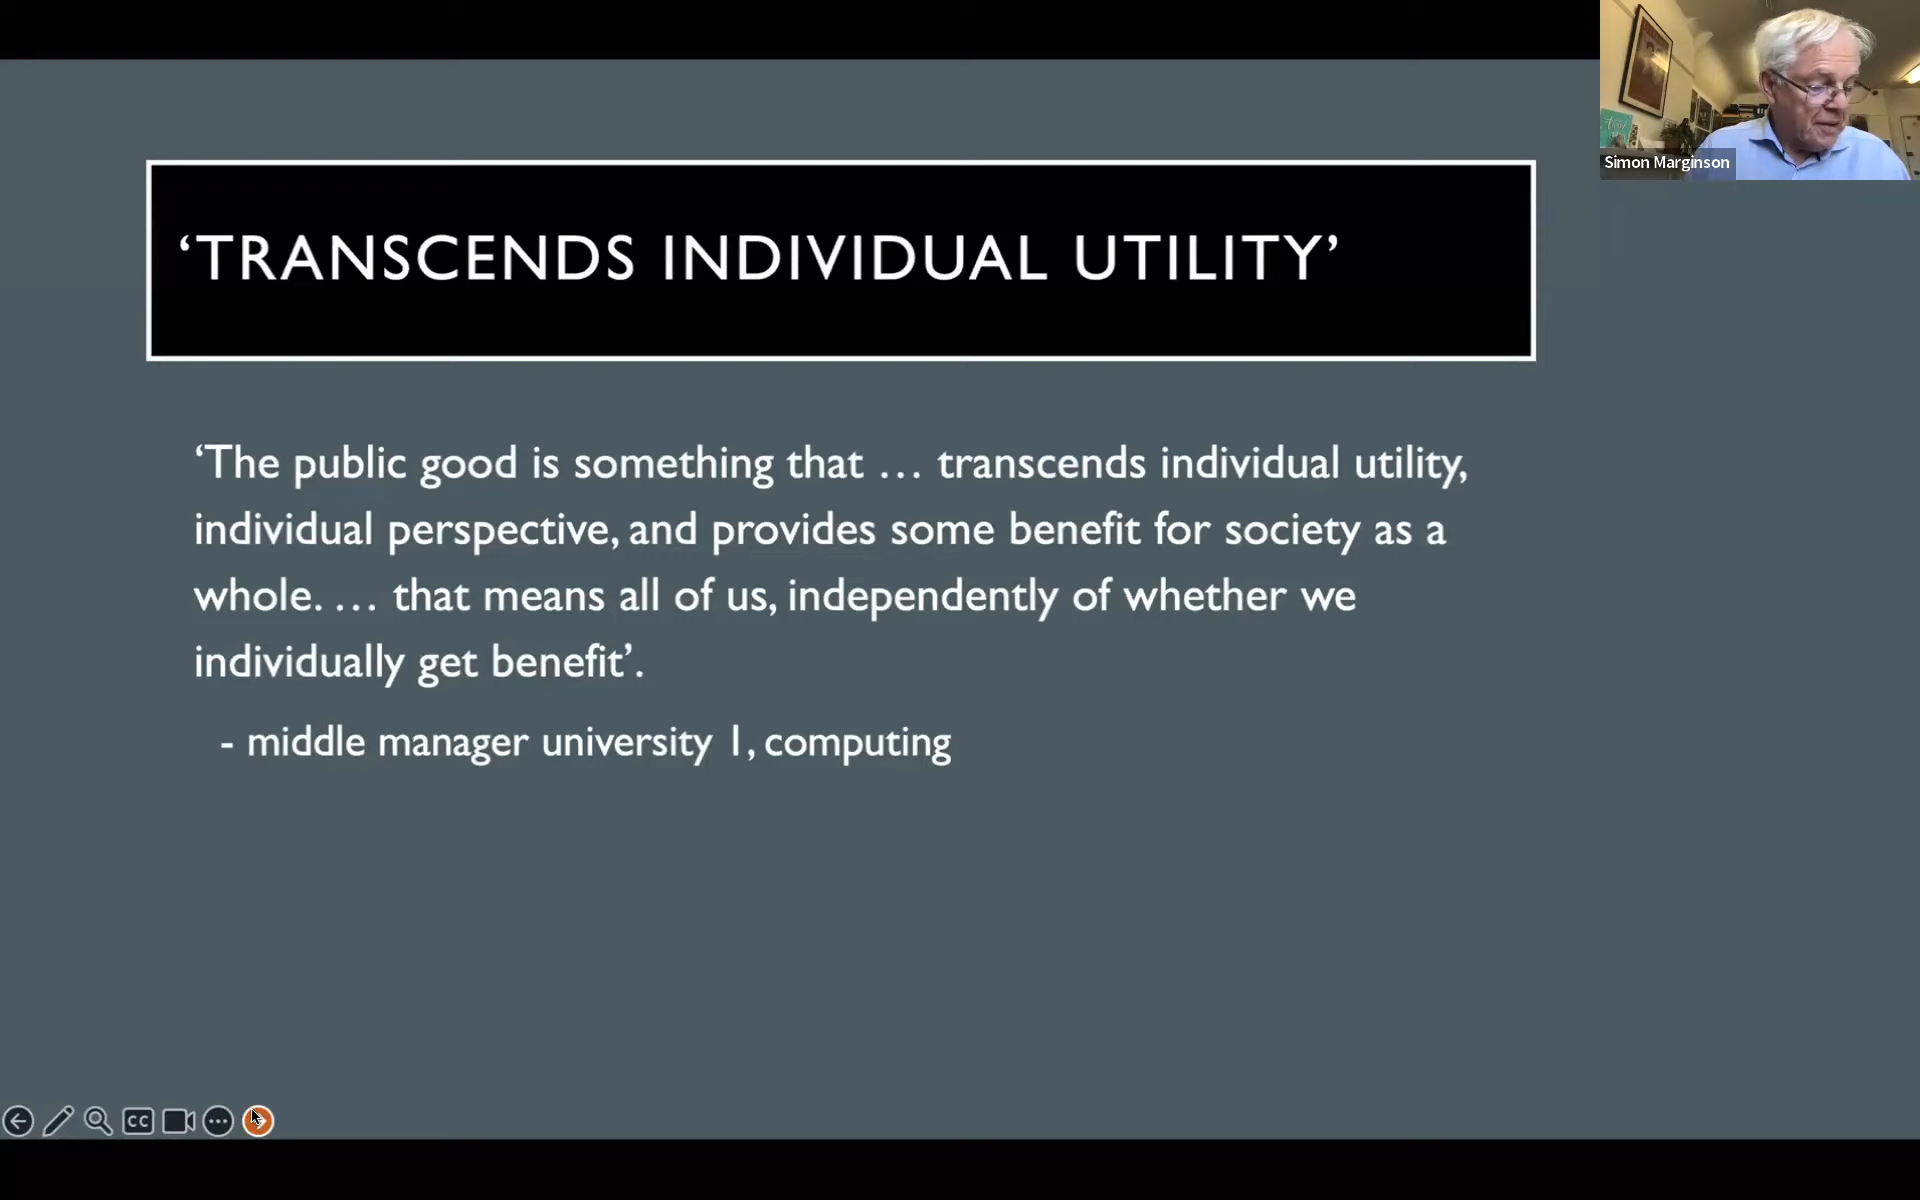 Simon Marginson
‘TRANSCENDS INDIVIDUAL UTILITY’
‘The public good is something that … transcends individual utility,
individual perspective, and provides some benefit for society as a
whole. … that means all of us, independently of whether we
individually get benefit’.
- middle manager university 1, computing
CC